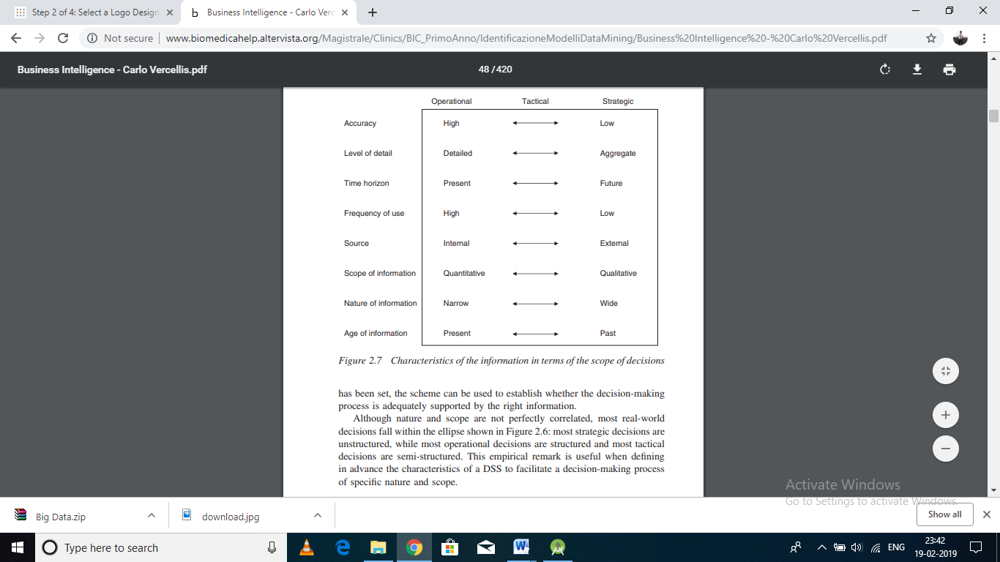 Step 2 of 4: Select a Logo Design
Business Intelligence - Carlo Verc
Not secure | www.biomedicahelp.altervista.org/Magistrale/Clinics/BIC_PrimoAnno/IdentificazioneModelliDataMining/Business%20Intelligence%20-%20Carlo%20Vercellis.pdf
Business Intelligence - Carlo Vercellis.pdf 48 / 420
Operational Tactical Strategic
Accuracy High Low
Level of detail Detailed Aggregate
Time horizon Present Future
Frequency of use High Low
Source Internal External
Scope of information Quantitative Qualitative
Nature of information Narrow Wide
Age of information Present Past
Figure 2.7 Characteristics of the information in terms of the scope of decisions
has been set, the scheme can be used to establish whether the decision-making
process is adequately supported by the right information.
Although nature and scope are not perfectly correlated, most real-world
decisions fall within the ellipse shown in Figure 2.6: most strategic decisions are
unstructured, while most operational decisions are structured and most tactical
decisions are semi-structured. This empirical remark is useful when defining
in advance the characteristics of a DSS to facilitate a decision-making process
of specific nature and scope.
Activate Windows
Go to Settings to activate Windows.
Big Data.zip
download.jpg
Show all
Type here to search
ENG
23:42
19-02-2019